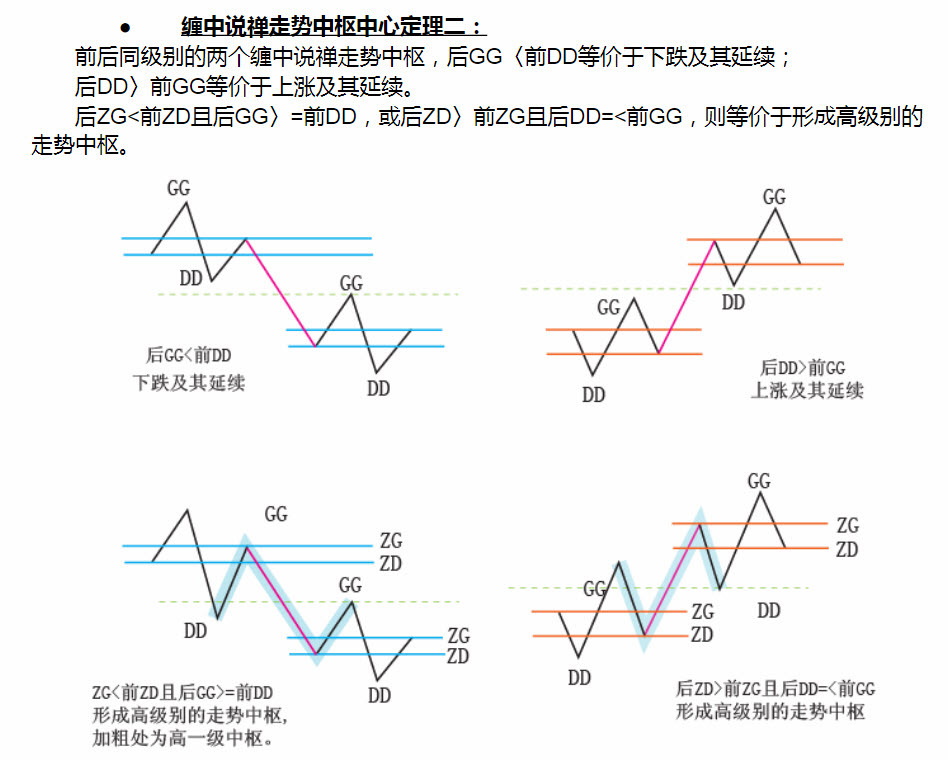 ● 缠中说禅走势中枢中心定理二：
前后同级别的两个缠中说禅走势中枢，后GG〈前DD等价于下跌及其延续；
后DD〉前GG等价于上涨及其延续。
后ZG<前ZD且后GG〉=前DD，或后ZD〉前ZG且后DD=<前GG，则等价于形成高级别的
走势中枢。
GG
DD
GG
DD
后GG<前DD
下跌及其延续
GG
DD
GG
DD
后DD>前GG
上涨及其延续
GG
ZG
ZD
DD
GG
ZG
ZD
DD
ZG<前ZD且后GG>=前DD
形成高级别的走势中枢,
加粗处为高一级中枢。
GG
ZG
ZD
GG
DD
ZG
ZD
DD
后ZD>前ZG且后DD=<前GG
形成高级别的走势中枢